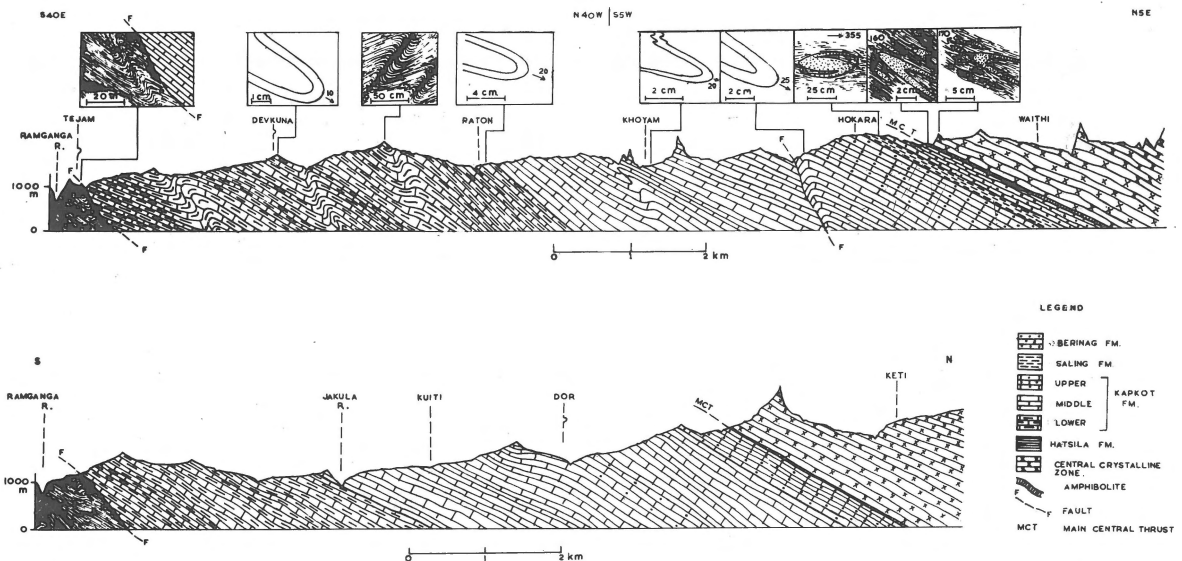 S40E
N40W | S5W
N5E
F
355
160
170
20 M
F
1 cm
10
50 cm
4 cm
20
2 cm
20
2 cm
25
25 cm
2cm
5 cm
RAMGANGA R.
TEJAM
F
DEVKUNA
RATON
KHOYAM
F
HOKARA
M C T
WAITHI
1000 m
0
F
F
0 1 2 km
S
N
RAMGANGA R.
F
JAKULA R.
KUITI
DOR
MCT
KETI
1000 m
0
F
0 1 2 km
LEGEND
BERINAG FM.
SALING FM.
UPPER
MIDDLE
LOWER
KAPKOT FM.
HATSILA FM.
CENTRAL CRYSTALLINE ZONE.
AMPHIBOLITE
F F FAULT
MCT MAIN CENTRAL THRUST